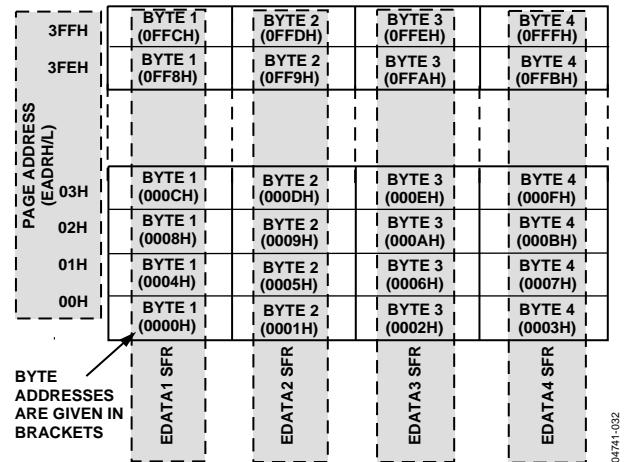 3FFH
BYTE 1
(0FFCH)
BYTE 2
(0FFDH)
BYTE 3
(0FFEH)
BYTE 4
(0FFFH)
3FEH
BYTE 1
(0FF8H)
BYTE 2
(0FF9H)
BYTE 3
(0FFAH)
BYTE 4
(0FFBH)
PAGE ADDRESS
(EADRH/L)
03H
BYTE 1
(000CH)
BYTE 2
(000DH)
BYTE 3
(000EH)
BYTE 4
(000FH)
02H
BYTE 1
(0008H)
BYTE 2
(0009H)
BYTE 3
(000AH)
BYTE 4
(000BH)
01H
BYTE 1
(0004H)
BYTE 2
(0005H)
BYTE 3
(0006H)
BYTE 4
(0007H)
00H
BYTE 1
(0000H)
BYTE 2
(0001H)
BYTE 3
(0002H)
BYTE 4
(0003H)
BYTE
ADDRESSES
ARE GIVEN IN
BRACKETS
EDATA1 SFR
EDATA2 SFR
EDATA3 SFR
EDATA4 SFR
04741-032